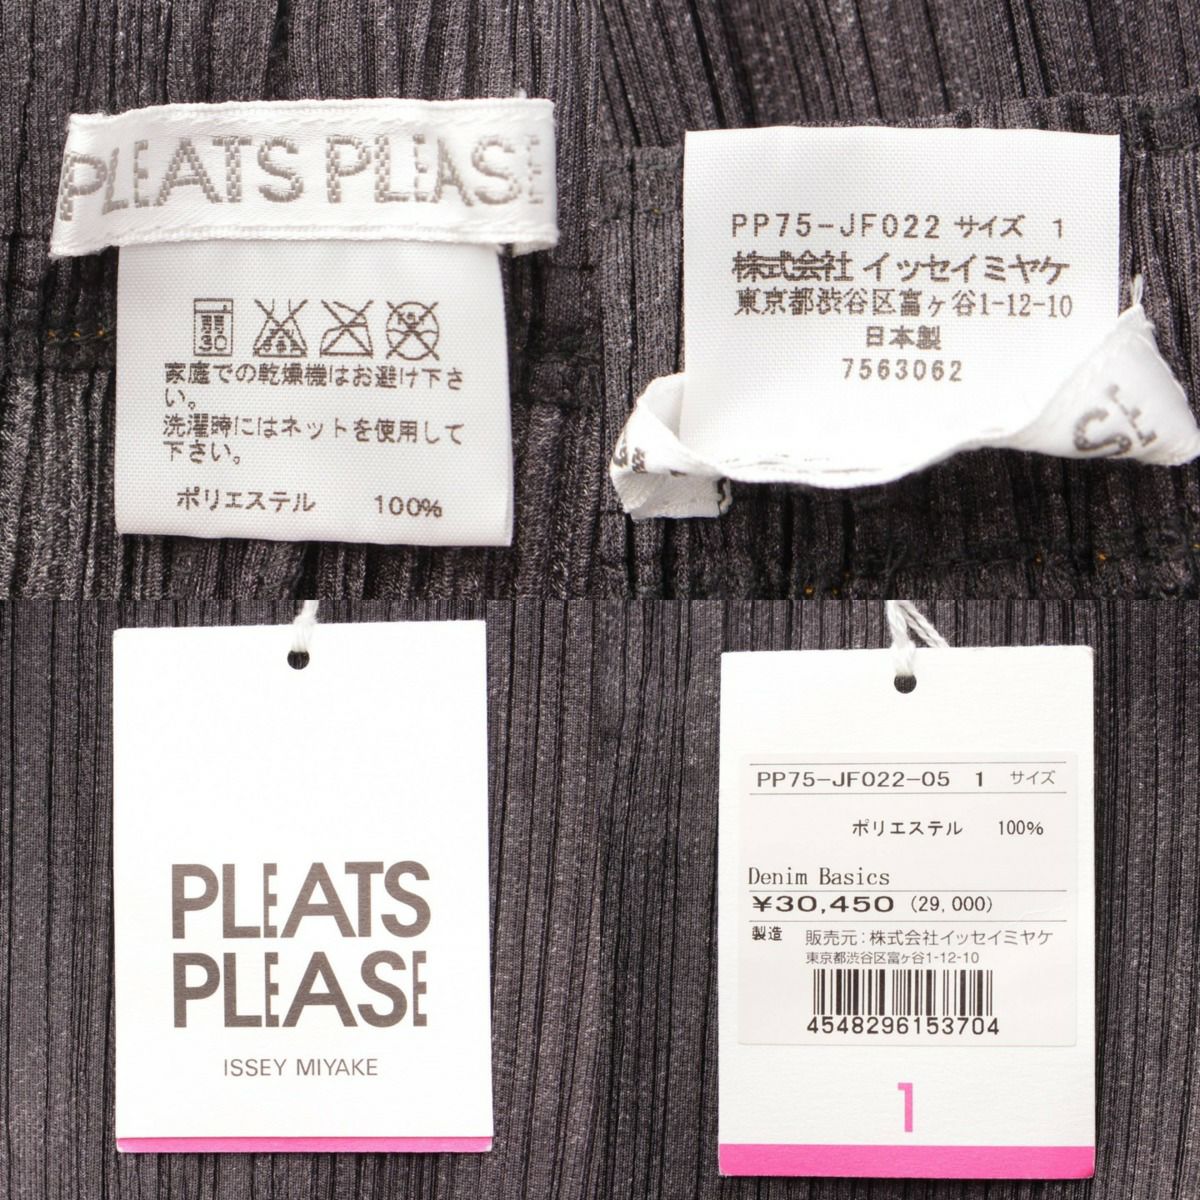 PLEATS PLEASE
弱
30
家庭での乾燥機はお避け下さ
い。
洗濯時にはネットを使用して
下さい。
ポリエステル 100%
PP75-JF022 サイズ 1
株式会社 イッセイミヤケ
東京都渋谷区富ヶ谷1-12-10
日本製
7563062
PLEATS
PLEASE
ISSEY MIYAKE
PP75-JF022-05 1 サイズ
ポリエステル 100%
Denim Basics
¥30,450 (29,000)
製造
販売元:株式会社イッセイミヤケ
東京都渋谷区富ヶ谷1-12-10
4548296153704
1